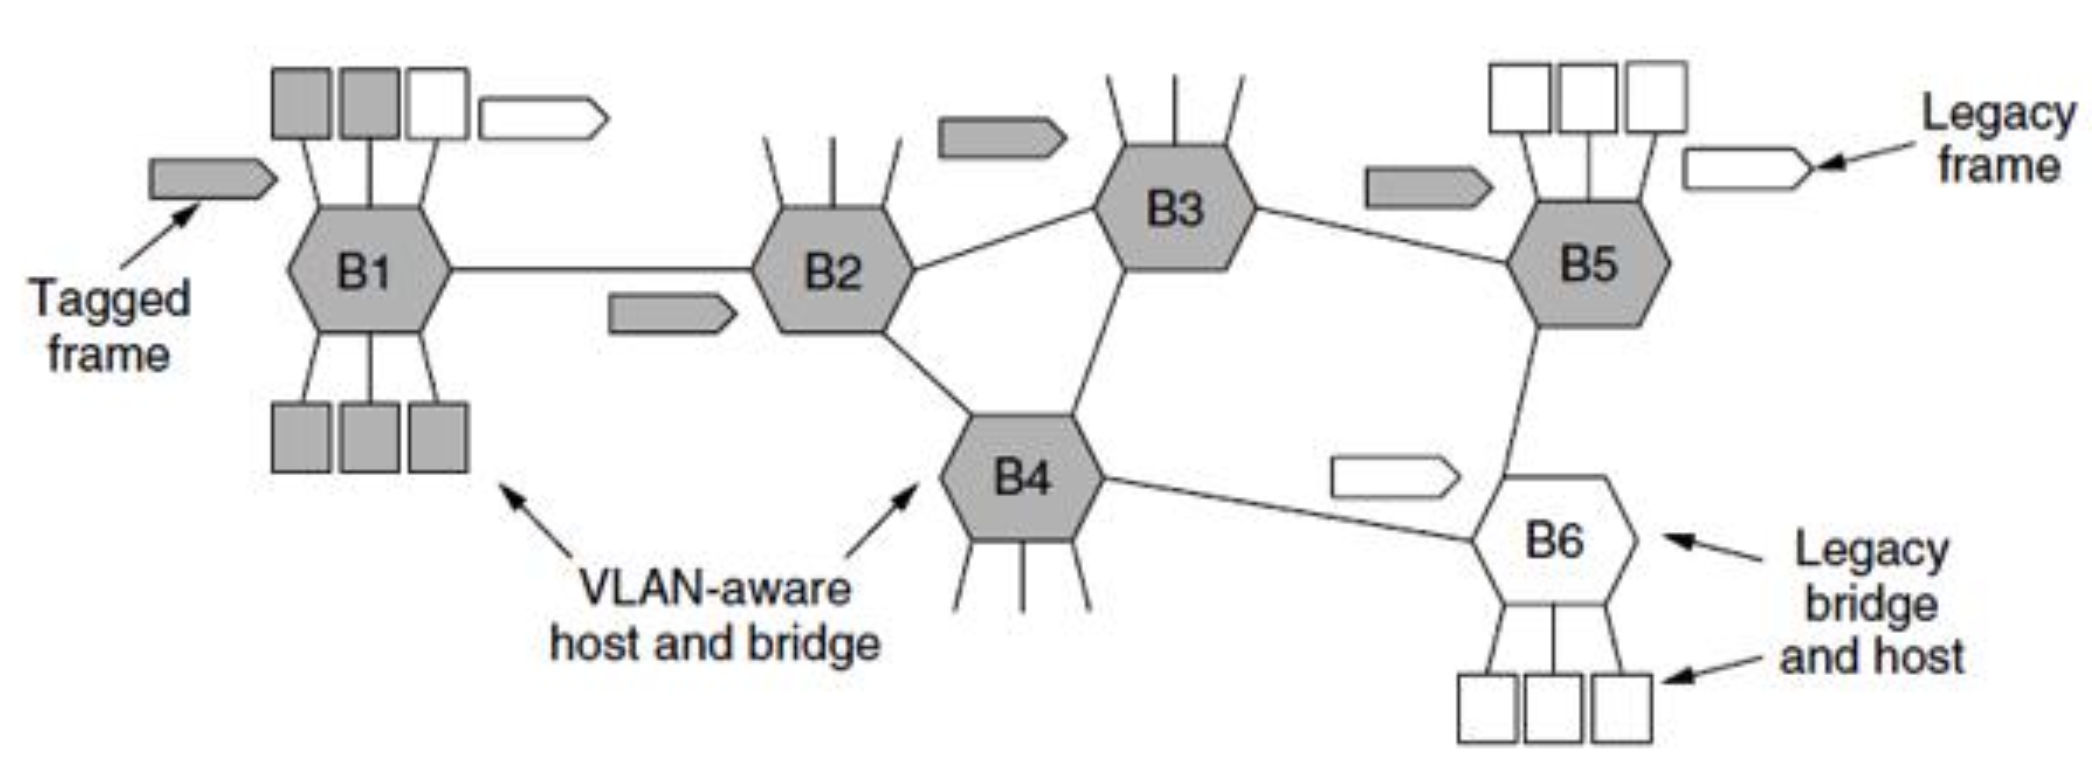 Legacy
frame
B3
B1
B2
B5
Tagged
frame
B4
B6
VLAN-aware
host and bridge
Legacy
bridge
and host